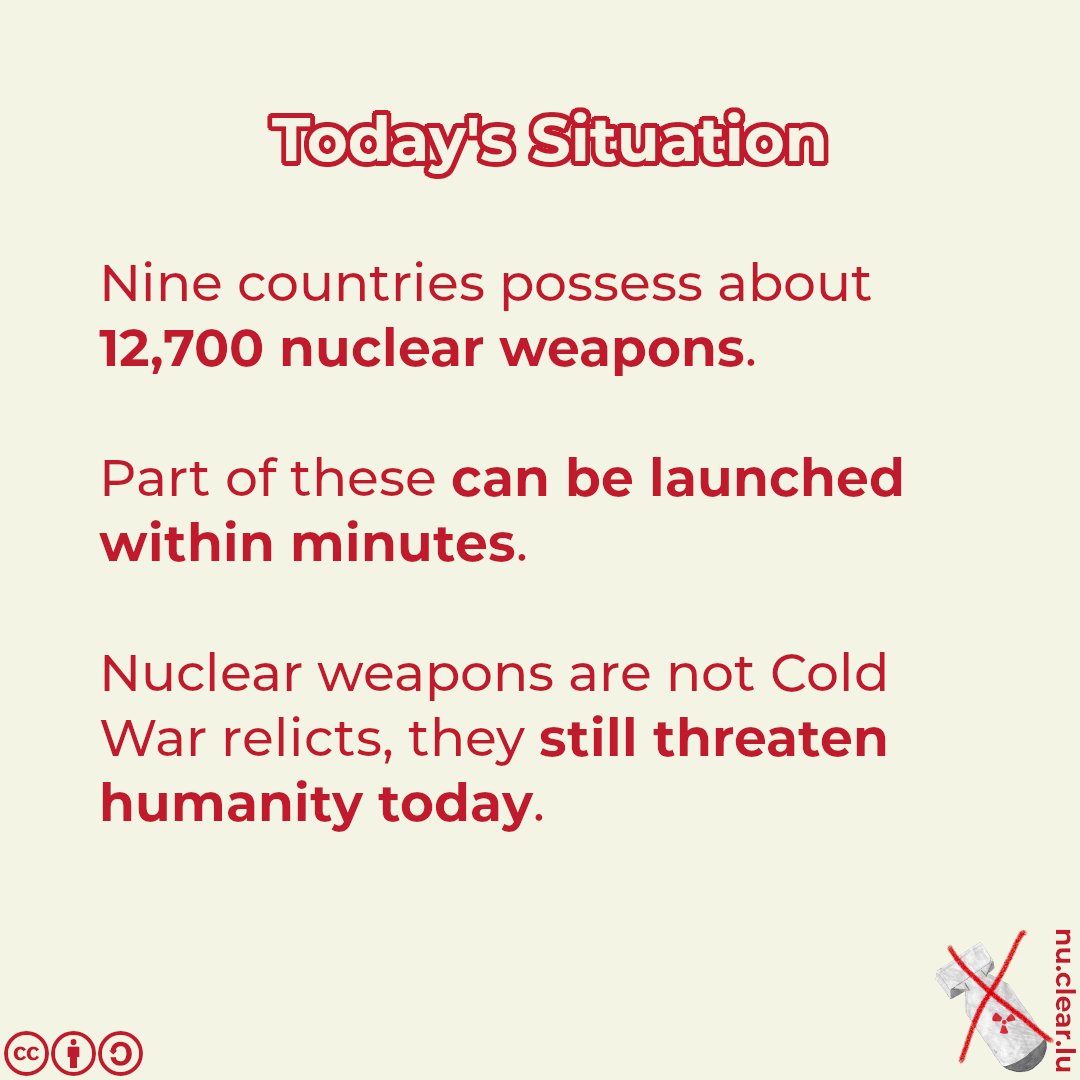 Today's Situation
Nine countries possess about
12,700 nuclear weapons.
Part of these can be launched
within minutes.
Nuclear weapons are not Cold
War relicts, they still threaten
humanity today.
nu.clear.lu
cc